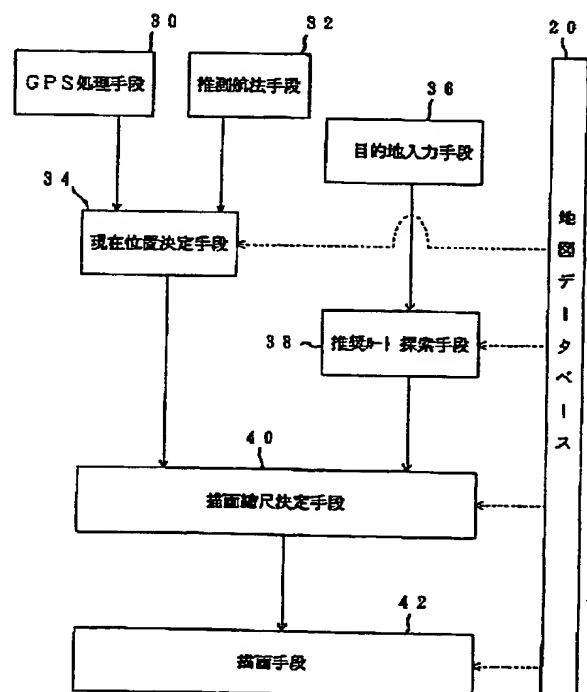 ３０
３２
２０
ＧＰＳ処理手段
推測航法手段
３６
目的地入力手段
３４
現在位置決定手段
地図データベース
３８
推奨ルート探索手段
４０
描画縮尺決定手段
４２
描画手段